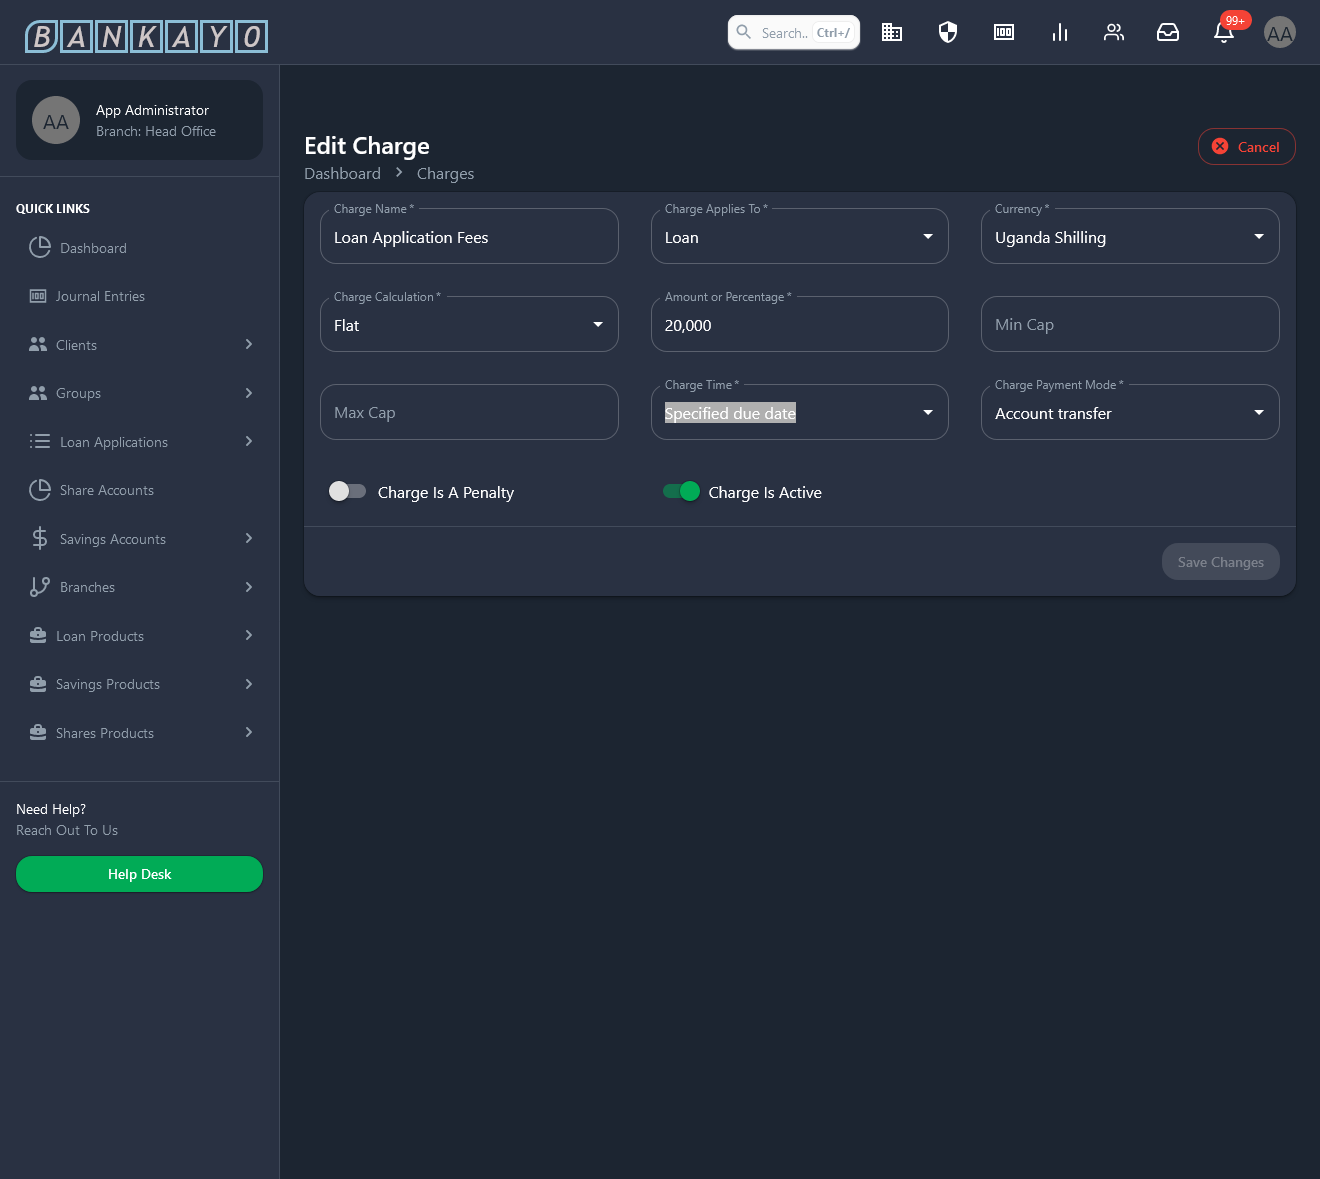 BANKAYO
Search.. Ctrl+/
99+
AA
AA
App Administrator
Branch: Head Office
QUICK LINKS
Dashboard
Journal Entries
Clients
Groups
Loan Applications
Share Accounts
Savings Accounts
Branches
Loan Products
Savings Products
Shares Products
Need Help?
Reach Out To Us
Help Desk
Edit Charge
Cancel
Dashboard > Charges
Charge Name *
Loan Application Fees
Charge Applies To *
Loan
Currency *
Uganda Shilling
Charge Calculation *
Flat
Amount or Percentage *
20,000
Min Cap
Max Cap
Charge Time *
Specified due date
Charge Payment Mode *
Account transfer
Charge Is A Penalty
Charge Is Active
Save Changes